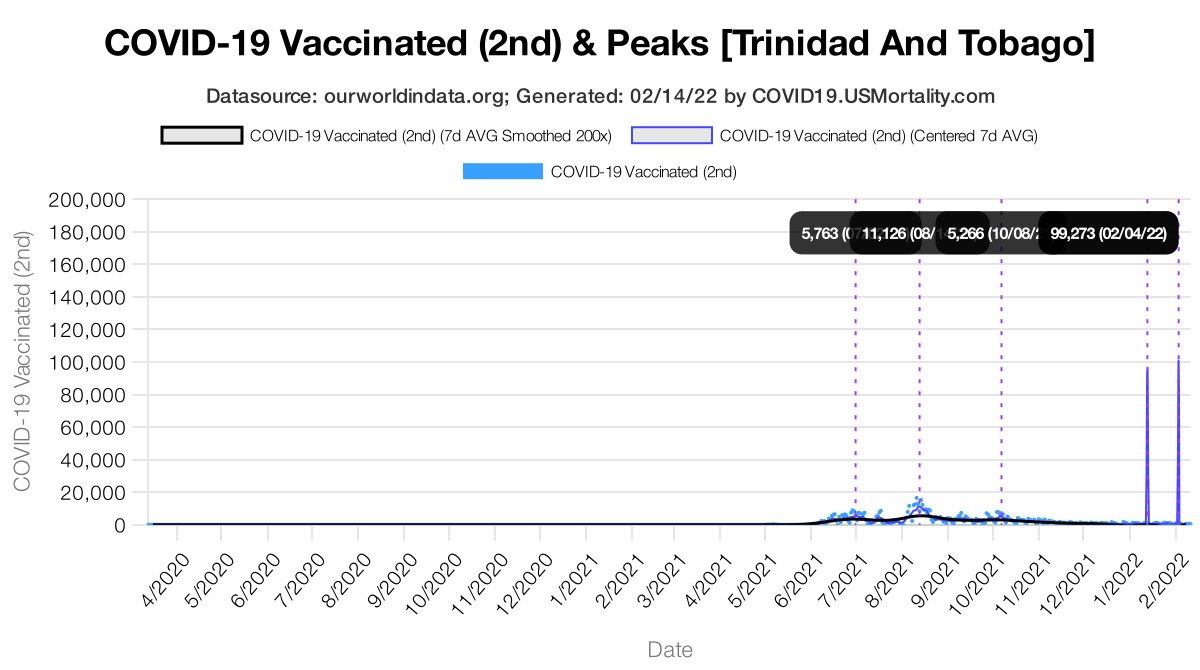 COVID-19 Vaccinated (2nd) & Peaks [Trinidad And Tobago]
Datasource: ourworldindata.org; Generated: 02/14/22 by COVID19.USMortality.com
COVID-19 Vaccinated (2nd) (7d AVG Smoothed 200x) COVID-19 Vaccinated (2nd) (Centered 7d AVG)
COVID-19 Vaccinated (2nd)
COVID-19 Vaccinated (2nd)
200,000
180,000
160,000
140,000
120,000
100,000
80,000
60,000
40,000
20,000
0
5,763 11,126 (08/ 5,266 (10/08/ 99,273 (02/04/22)
4/2020 5/2020 6/2020 7/2020 8/2020 9/2020 10/2020 11/2020 12/2020 1/2021 2/2021 3/2021 4/2021 5/2021 6/2021 7/2021 8/2021 9/2021 10/2021 11/2021 12/2021 1/2022 2/2022
Date